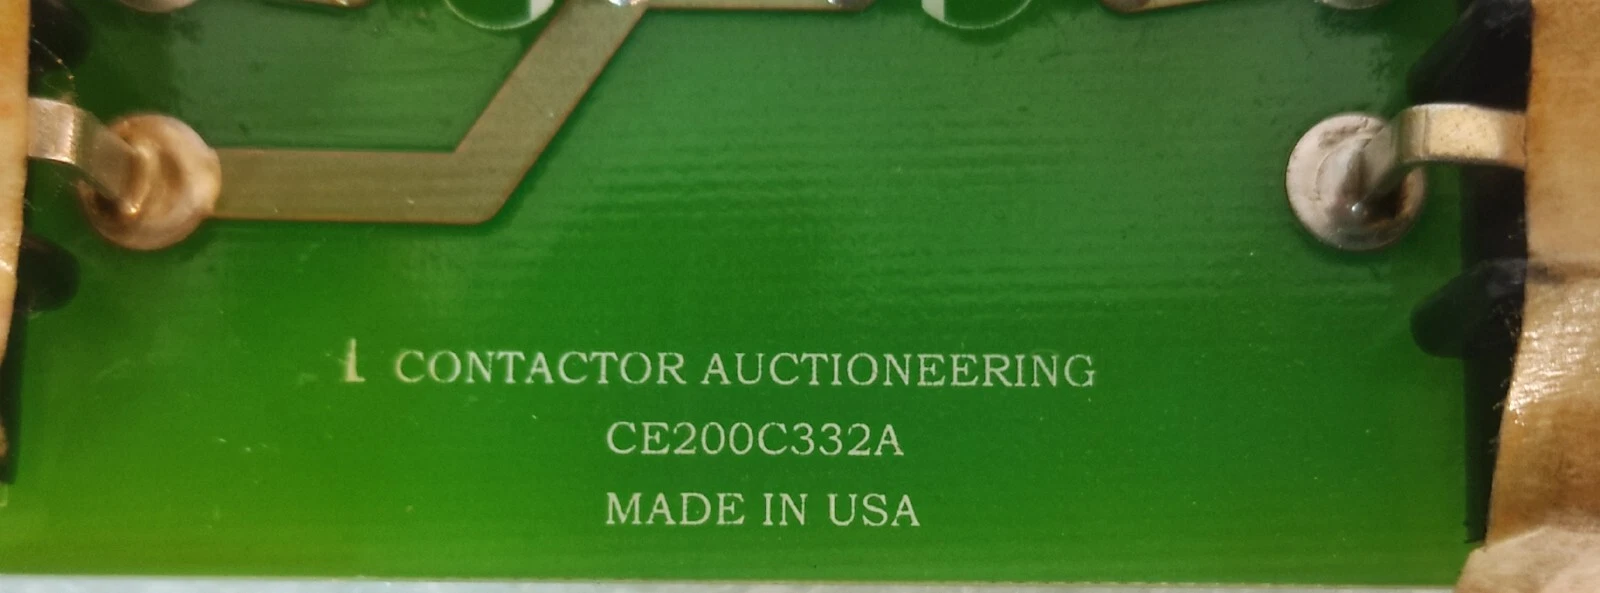 1 CONTACTOR AUCTIONEERING
CE200C332A
MADE IN USA